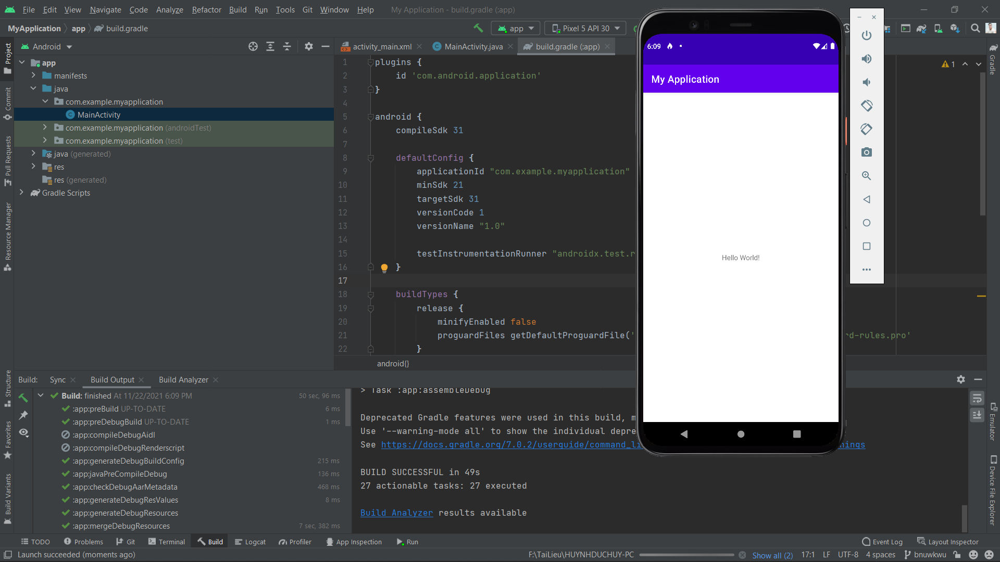 File Edit View Navigate Code Analyze Refactor Build Run Tools Git Window Help My Application - build.gradle (:app)
MyApplication app build.gradle app Pixel 5 API 30
Android
app
manifests
java
com.example.myapplication
MainActivity
com.example.myapplication (androidTest)
com.example.myapplication (test)
java (generated)
res
res (generated)
Gradle Scripts
Project
Commit
Pull Requests
Resource Manager
Structure
Favorites
Build Variants
activity_main.xml MainActivity.java build.gradle (:app)
1 plugins {
2 id 'com.android.application'
3 }
4
5 android {
6 compileSdk 31
7
8 defaultConfig {
9 applicationId "com.example.myapplication"
10 minSdk 21
11 targetSdk 31
12 versionCode 1
13 versionName "1.0"
14
15 testInstrumentationRunner "androidx.test.r
16 }
17
18 buildTypes {
19 release {
20 minifyEnabled false
21 proguardFiles getDefaultProguardFile(' rd-rules.pro'
22 }
android{}
1
6:09
My Application
Hello World!
Gradle
Emulator
Device File Explorer
Build: Sync Build Output Build Analyzer
Build: finished At 11/22/2021 6:09 PM 50 sec, 96 ms
:app:preBuild UP-TO-DATE 6 ms
:app:preDebugBuild UP-TO-DATE 1 ms
:app:compileDebugAidl
:app:compileDebugRenderscript
:app:generateDebugBuildConfig 215 ms
:app:javaPreCompileDebug 136 ms
:app:checkDebugAarMetadata 468 ms
:app:generateDebugResValues 8 ms
:app:generateDebugResources
:app:mergeDebugResources 7 sec, 382 ms
> Task :app:assembleDebug
Deprecated Gradle features were used in this build, m
Use '--warning-mode all' to show the individual depre
See https://docs.gradle.org/7.0.2/userguide/command_li nings
BUILD SUCCESSFUL in 49s
27 actionable tasks: 27 executed
Build Analyzer results available
TODO Problems Git Terminal Build Logcat Profiler App Inspection Run Event Log Layout Inspector
Launch succeeded (moments ago) F:\TaiLieu\HUYNHDUCHUY-PC Show all (2) 17:1 LF UTF-8 4 spaces bnuwkwu